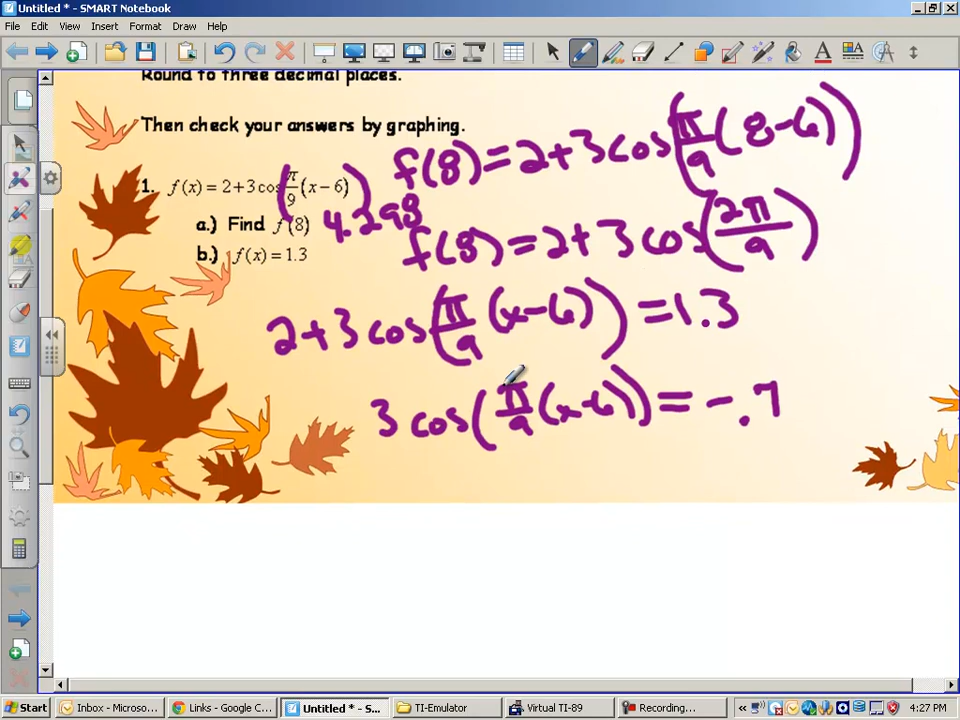 Untitled * - SMART Notebook
File Edit View Insert Format Draw Help
Round to three decimal places.
Then check your answers by graphing.
1. f(x) = 2+3cos(π/9(x−6))
a.) Find f(8) 4.298
b.) f(x) = 1.3
f(8) = 2+3cos(π/9(8-6))
f(8) = 2+3cos(2π/9)
2+3cos(π/9(x-6)) = 1.3
3cos(π/9(x-6)) = -.7
Start Inbox - Microso... Links - Google C... Untitled * - S... TI-Emulator Virtual TI-89 Recording... 4:27 PM